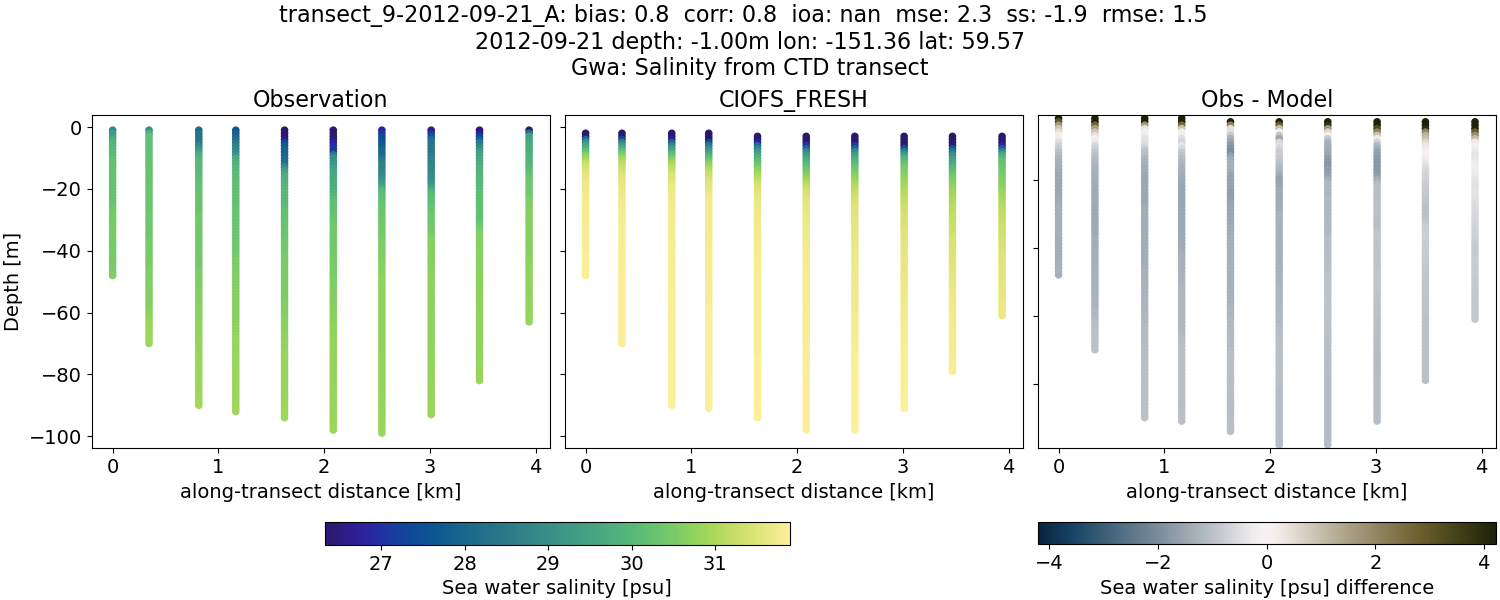 transect_9-2012-09-21_A: bias: 0.8  corr: 0.8  ioa: nan  mse: 2.3  ss: -1.9  rmse: 1.5
2012-09-21 depth: -1.00m lon: -151.36 lat: 59.57
Gwa: Salinity from CTD transect
Observation
CIOFS_FRESH
Obs - Model
Depth [m]
0
−20
−40
−60
−80
−100
0 1 2 3 4
0 1 2 3 4
0 1 2 3 4
along-transect distance [km]
along-transect distance [km]
along-transect distance [km]
27 28 29 30 31
Sea water salinity [psu]
−4 −2 0 2 4
Sea water salinity [psu] difference